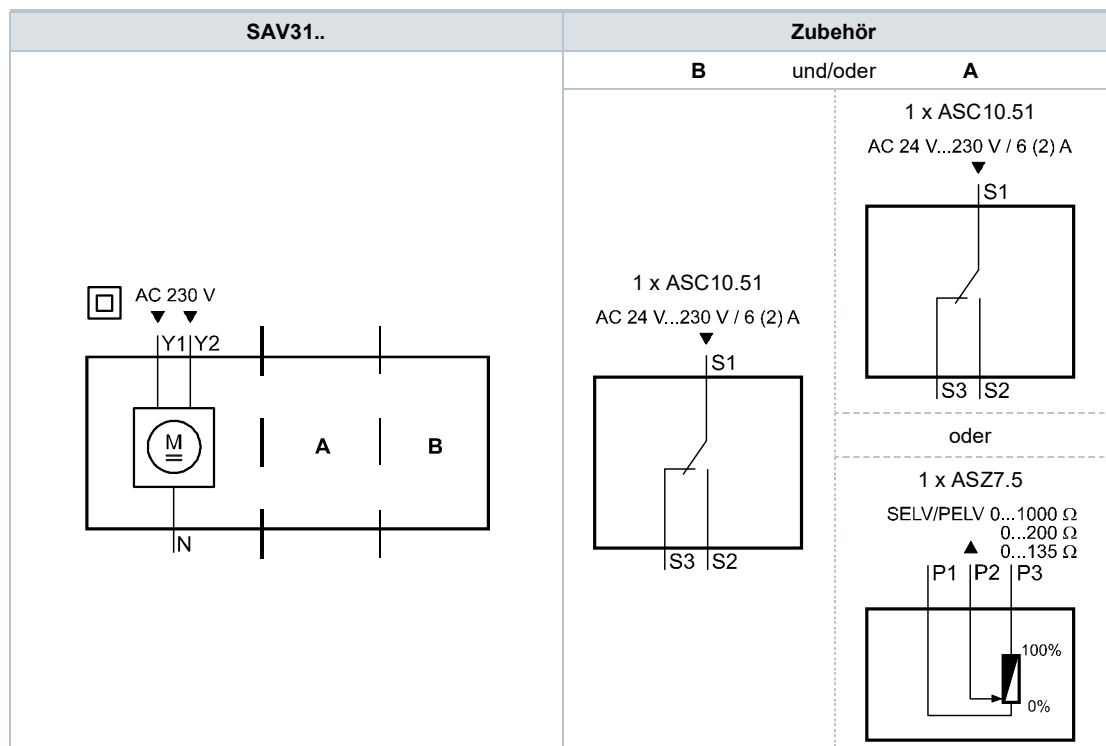 SAV31..
Zubehör
B und/oder A
AC 230 V
Y1 Y2
M
A
B
N
1 x ASC10.51
AC 24 V...230 V / 6 (2) A
S1
S3 S2
1 x ASC10.51
AC 24 V...230 V / 6 (2) A
S1
S3 S2
oder
1 x ASZ7.5
SELV/PELV 0...1000 Ω
0...200 Ω
0...135 Ω
P1 P2 P3
100%
0%